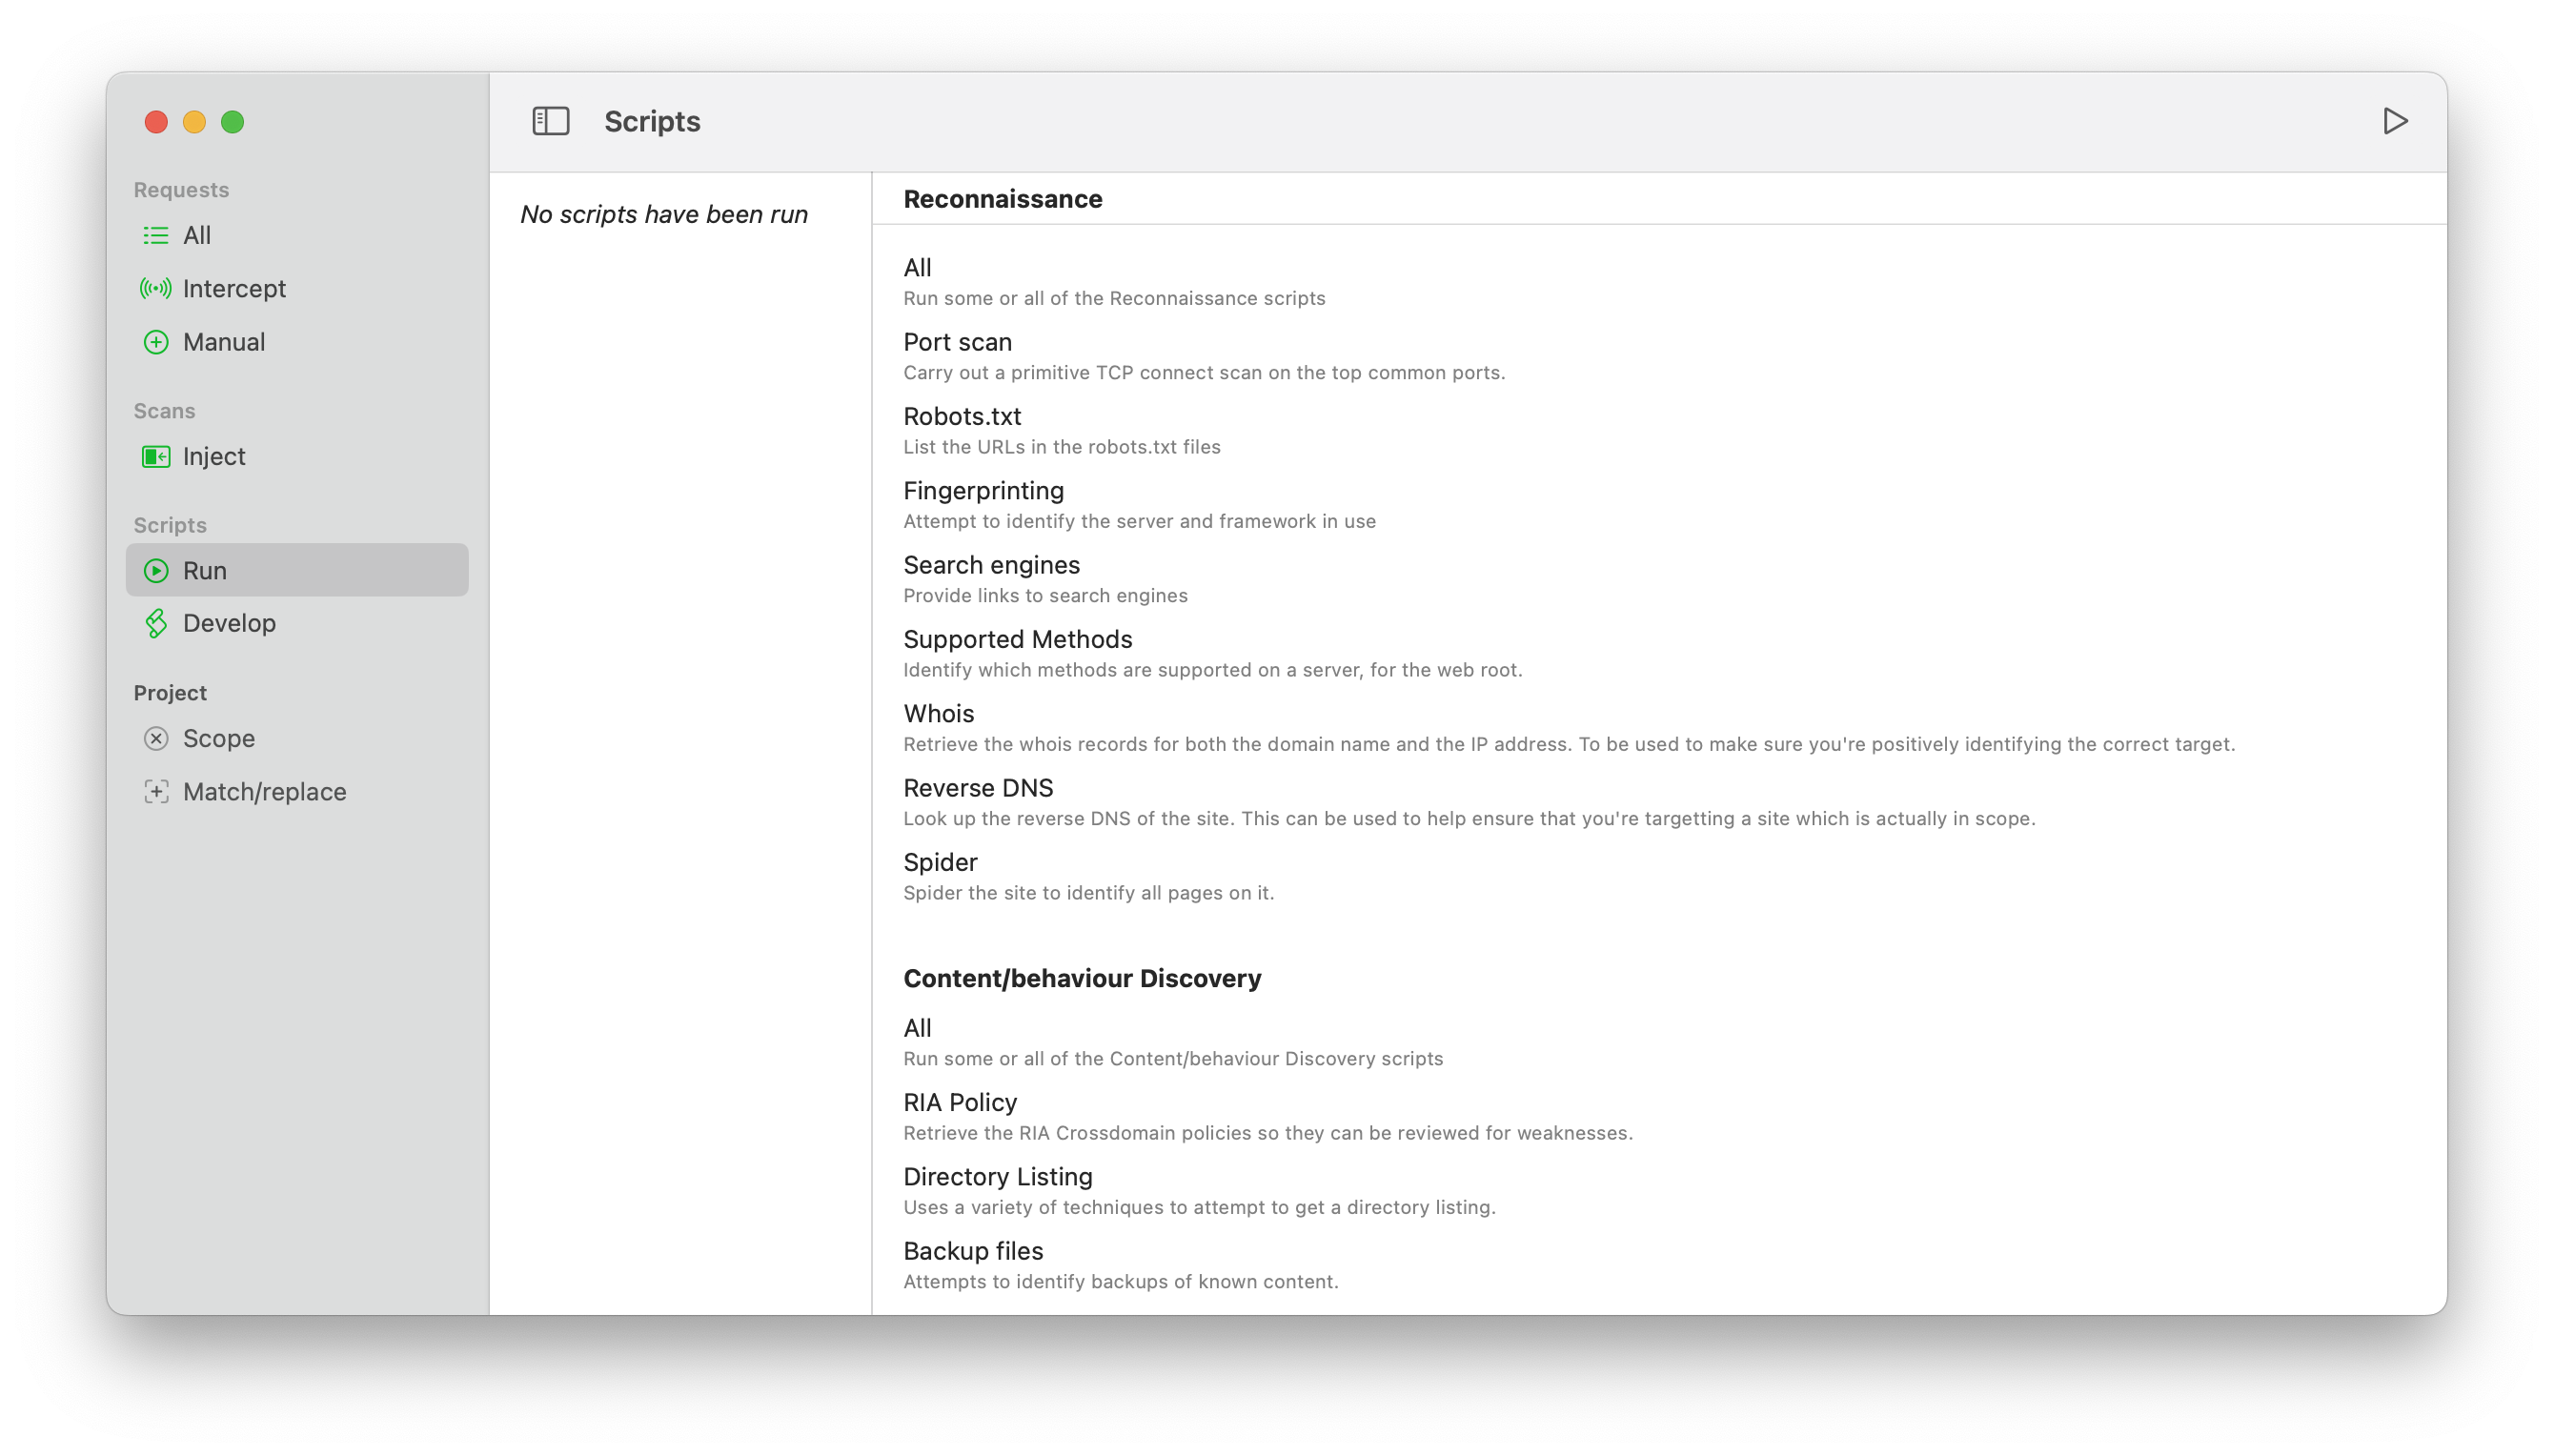 Requests
All
Intercept
Manual
Scans
Inject
Scripts
Run
Develop
Project
Scope
Match/replace
Scripts
No scripts have been run
Reconnaissance
All
Run some or all of the Reconnaissance scripts
Port scan
Carry out a primitive TCP connect scan on the top common ports.
Robots.txt
List the URLs in the robots.txt files
Fingerprinting
Attempt to identify the server and framework in use
Search engines
Provide links to search engines
Supported Methods
Identify which methods are supported on a server, for the web root.
Whois
Retrieve the whois records for both the domain name and the IP address. To be used to make sure you're positively identifying the correct target.
Reverse DNS
Look up the reverse DNS of the site. This can be used to help ensure that you're targetting a site which is actually in scope.
Spider
Spider the site to identify all pages on it.
Content/behaviour Discovery
All
Run some or all of the Content/behaviour Discovery scripts
RIA Policy
Retrieve the RIA Crossdomain policies so they can be reviewed for weaknesses.
Directory Listing
Uses a variety of techniques to attempt to get a directory listing.
Backup files
Attempts to identify backups of known content.